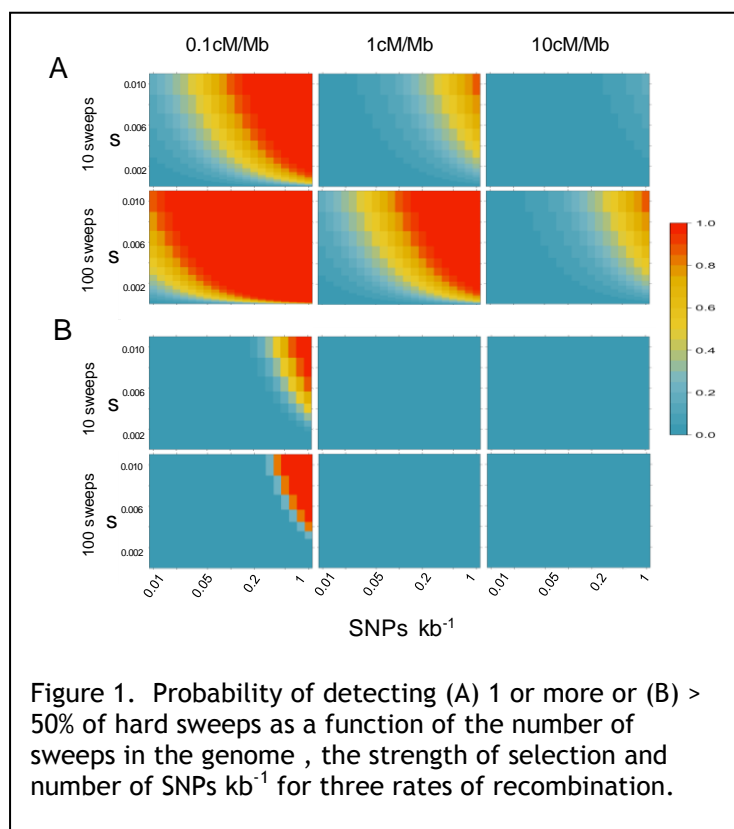 0.1cM/Mb 1cM/Mb 10cM/Mb
A
10 sweeps
S
0.010
0.006
0.002
100 sweeps
S
0.010
0.006
0.002
1.0
0.8
0.6
0.4
0.2
0.0
B
10 sweeps
S
0.010
0.006
0.002
100 sweeps
S
0.010
0.006
0.002
0.01 0.05 0.2 1 0.01 0.05 0.2 1 0.01 0.05 0.2 1
SNPs kb⁻¹
Figure 1. Probability of detecting (A) 1 or more or (B) >
50% of hard sweeps as a function of the number of
sweeps in the genome , the strength of selection and
number of SNPs kb⁻¹ for three rates of recombination.